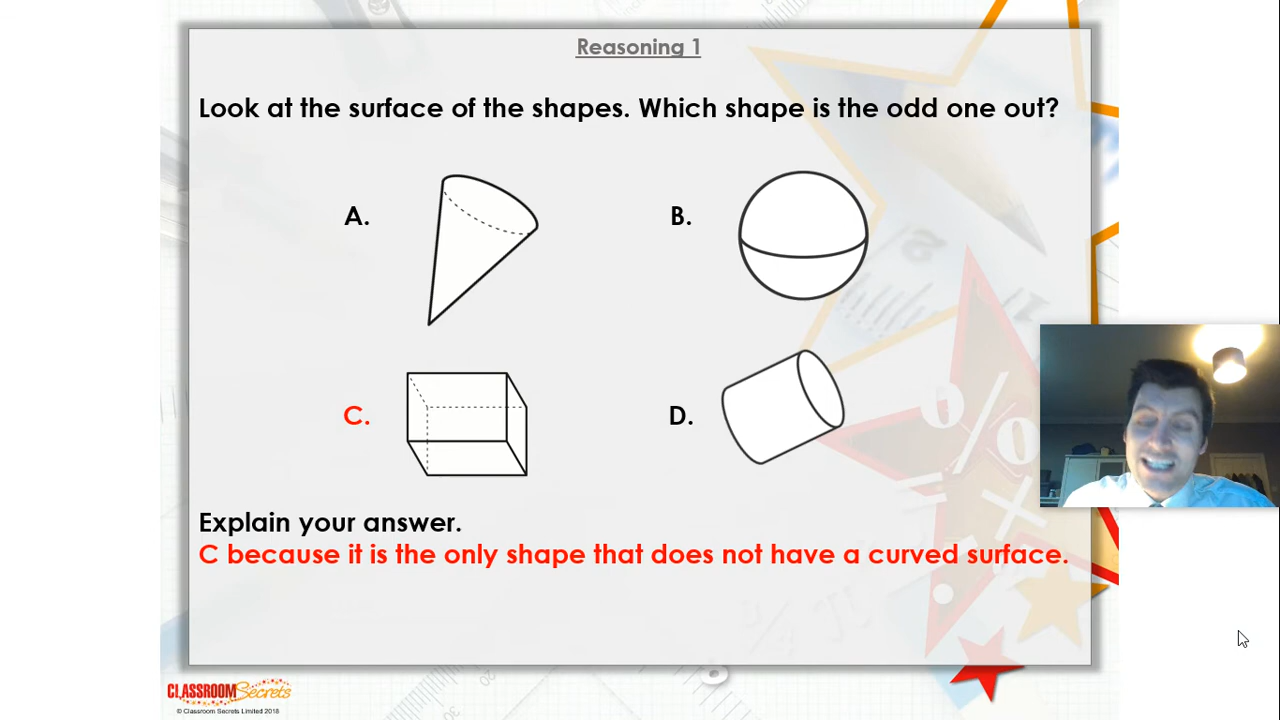 Reasoning 1
Look at the surface of the shapes. Which shape is the odd one out?
A.
B.
C.
D.
Explain your answer.
C because it is the only shape that does not have a curved surface.
CLASSROOM Secrets
© Classroom Secrets Limited 2018